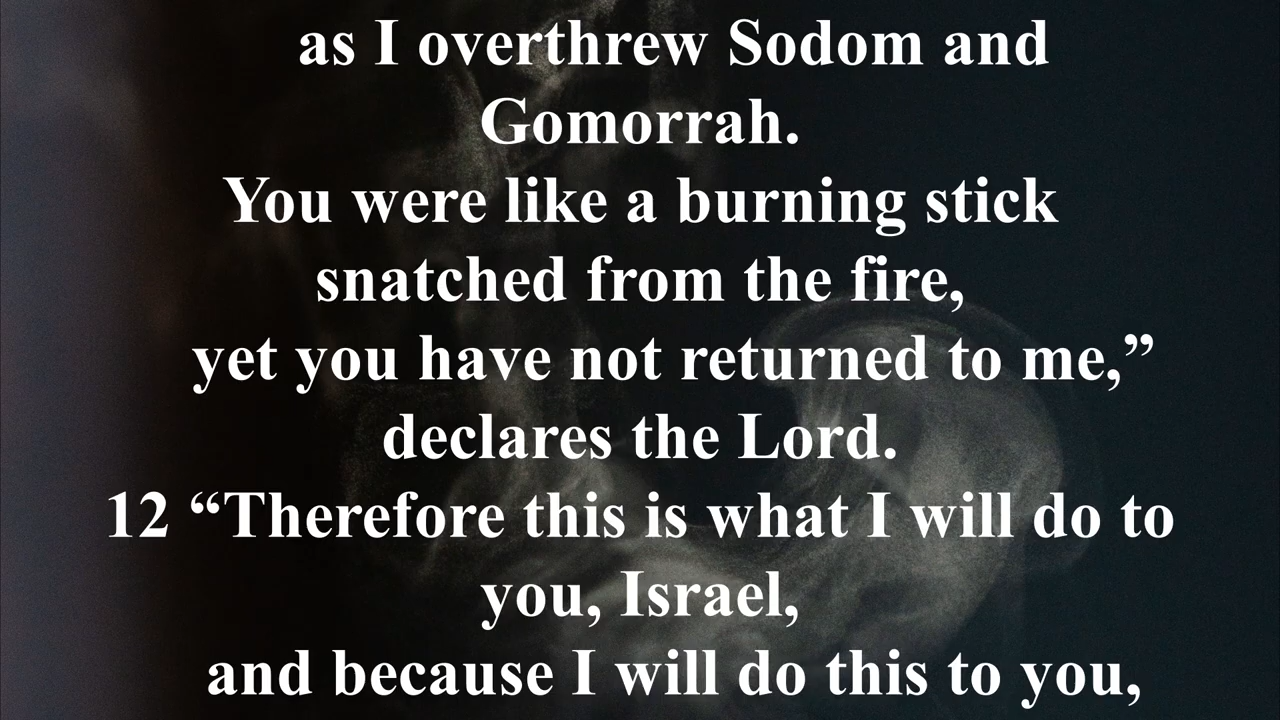 as I overthrew Sodom and
Gomorrah.
You were like a burning stick
snatched from the fire,
yet you have not returned to me,”
declares the Lord.
12 “Therefore this is what I will do to
you, Israel,
and because I will do this to you,